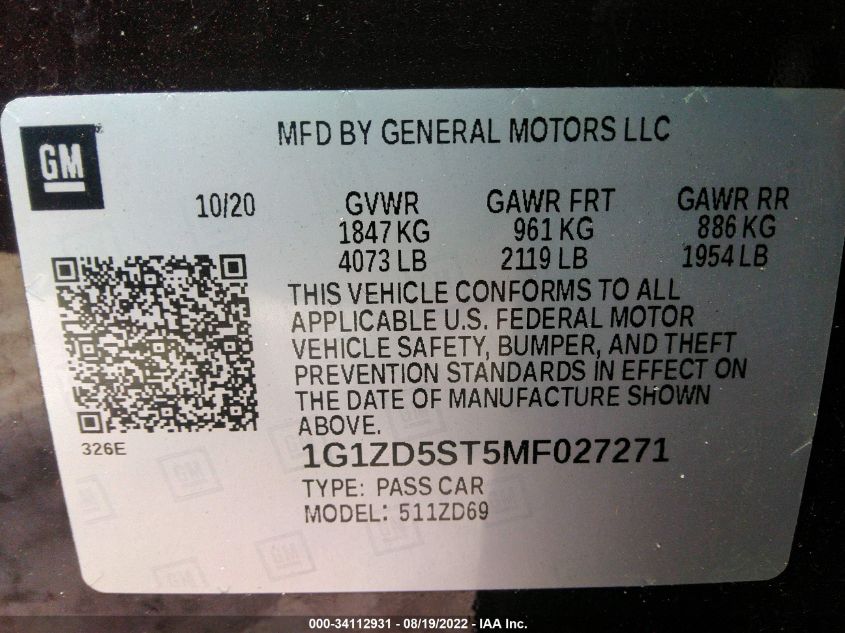 MFD BY GENERAL MOTORS LLC
GM
10/20 GVWR GAWR FRT GAWR RR
1847 KG 961 KG 886 KG
4073 LB 2119 LB 1954 LB
THIS VEHICLE CONFORMS TO ALL
APPLICABLE U.S. FEDERAL MOTOR
VEHICLE SAFETY, BUMPER, AND THEFT
PREVENTION STANDARDS IN EFFECT ON
THE DATE OF MANUFACTURE SHOWN
ABOVE.
326E
1G1ZD5ST5MF027271
TYPE: PASS CAR
MODEL: 511ZD69
000-34112931 - 08/19/2022 - IAA Inc.